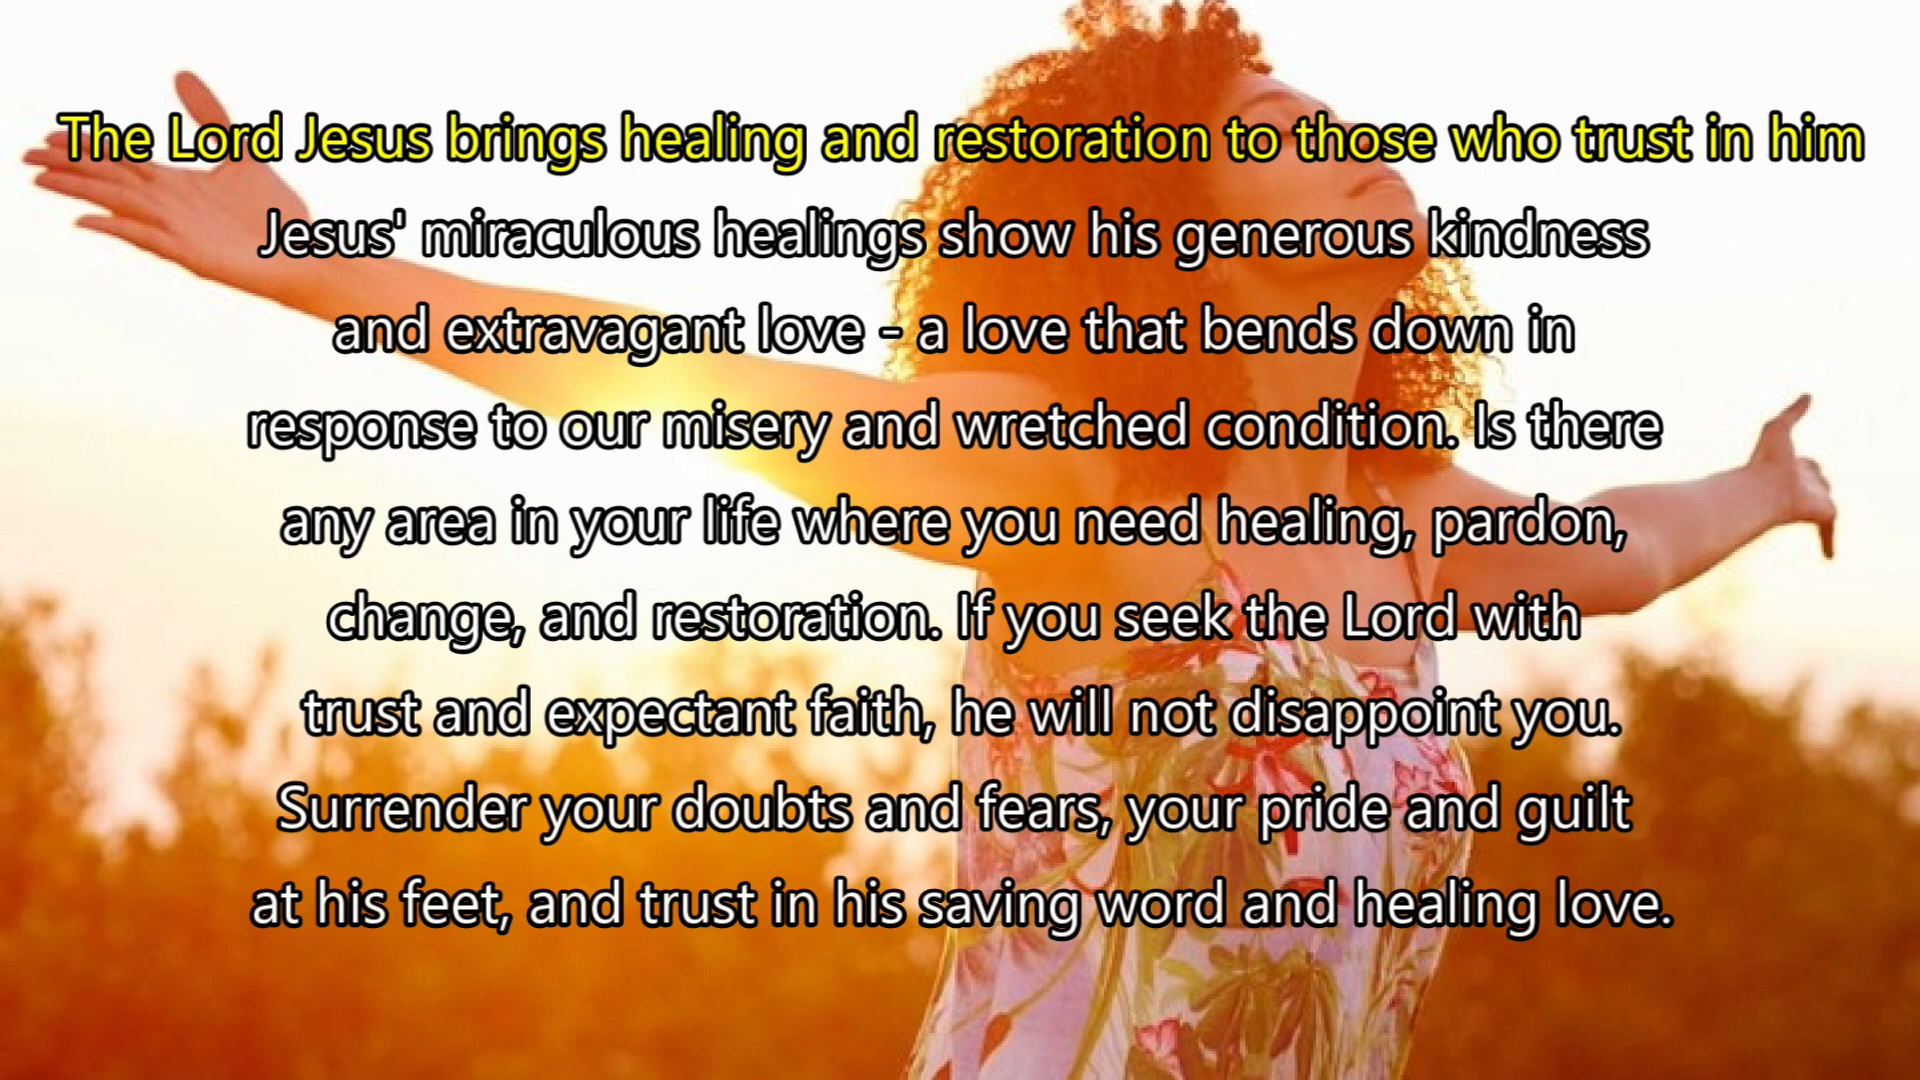 The Lord Jesus brings healing and restoration to those who trust in him
Jesus' miraculous healings show his generous kindness
and extravagant love - a love that bends down in
response to our misery and wretched condition. Is there
any area in your life where you need healing, pardon,
change, and restoration. If you seek the Lord with
trust and expectant faith, he will not disappoint you.
Surrender your doubts and fears, your pride and guilt
at his feet, and trust in his saving word and healing love.